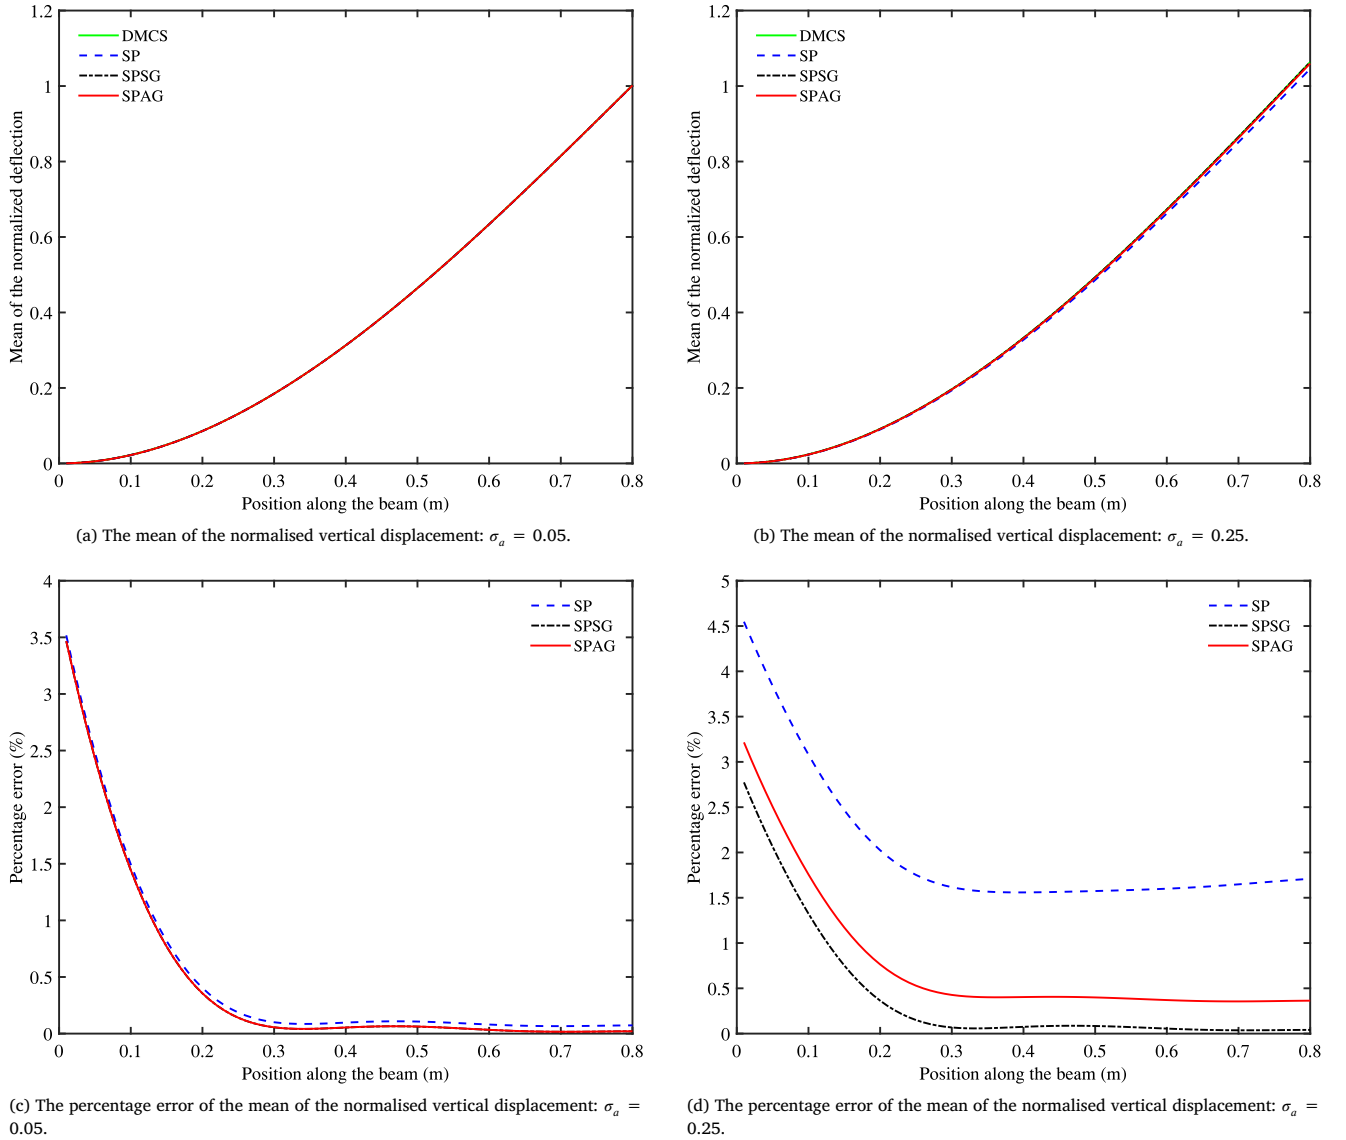 1.2
1
0.8
0.6
0.4
0.2
0
Mean of the normalized deflection
DMCS
SP
SPSG
SPAG
0 0.1 0.2 0.3 0.4 0.5 0.6 0.7 0.8
Position along the beam (m)
(a) The mean of the normalised vertical displacement: σₐ = 0.05.
1.2
1
0.8
0.6
0.4
0.2
0
Mean of the normalized deflection
DMCS
SP
SPSG
SPAG
0 0.1 0.2 0.3 0.4 0.5 0.6 0.7 0.8
Position along the beam (m)
(b) The mean of the normalised vertical displacement: σₐ = 0.25.
4
3.5
3
2.5
2
1.5
1
0.5
0
Percentage error (%)
SP
SPSG
SPAG
0 0.1 0.2 0.3 0.4 0.5 0.6 0.7 0.8
Position along the beam (m)
(c) The percentage error of the mean of the normalised vertical displacement: σₐ =
0.05.
5
4.5
4
3.5
3
2.5
2
1.5
1
0.5
0
Percentage error (%)
SP
SPSG
SPAG
0 0.1 0.2 0.3 0.4 0.5 0.6 0.7 0.8
Position along the beam (m)
(d) The percentage error of the mean of the normalised vertical displacement: σₐ =
0.25.